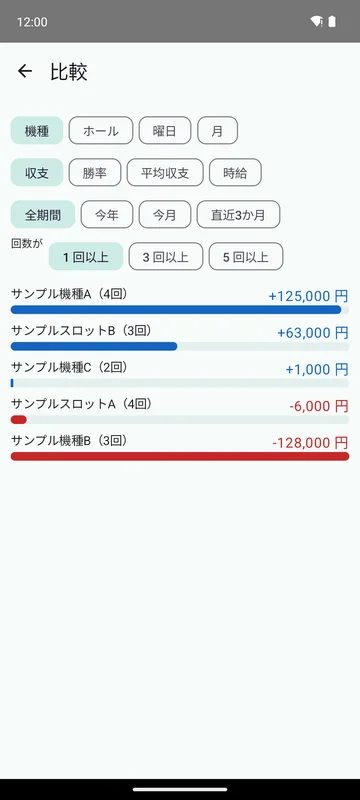 12:00
比較
機種 ホール 曜日 月
収支 勝率 平均収支 時給
全期間 今年 今月 直近3か月
回数が 1 回以上 3 回以上 5 回以上
サンプル機種A（4回） +125,000 円
サンプルスロットB（3回） +63,000 円
サンプル機種C（2回） +1,000 円
サンプルスロットA（4回） -6,000 円
サンプル機種B（3回） -128,000 円